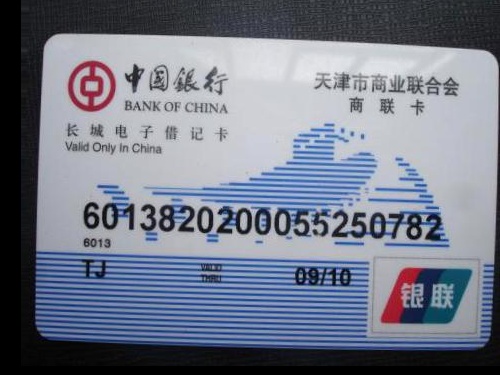 中国银行
BANK OF CHINA
天津市商业联合会
商联卡
长城电子借记卡
Valid Only In China
6013820200055250782
6013
TJ
VALID
THRU
09/10
银联